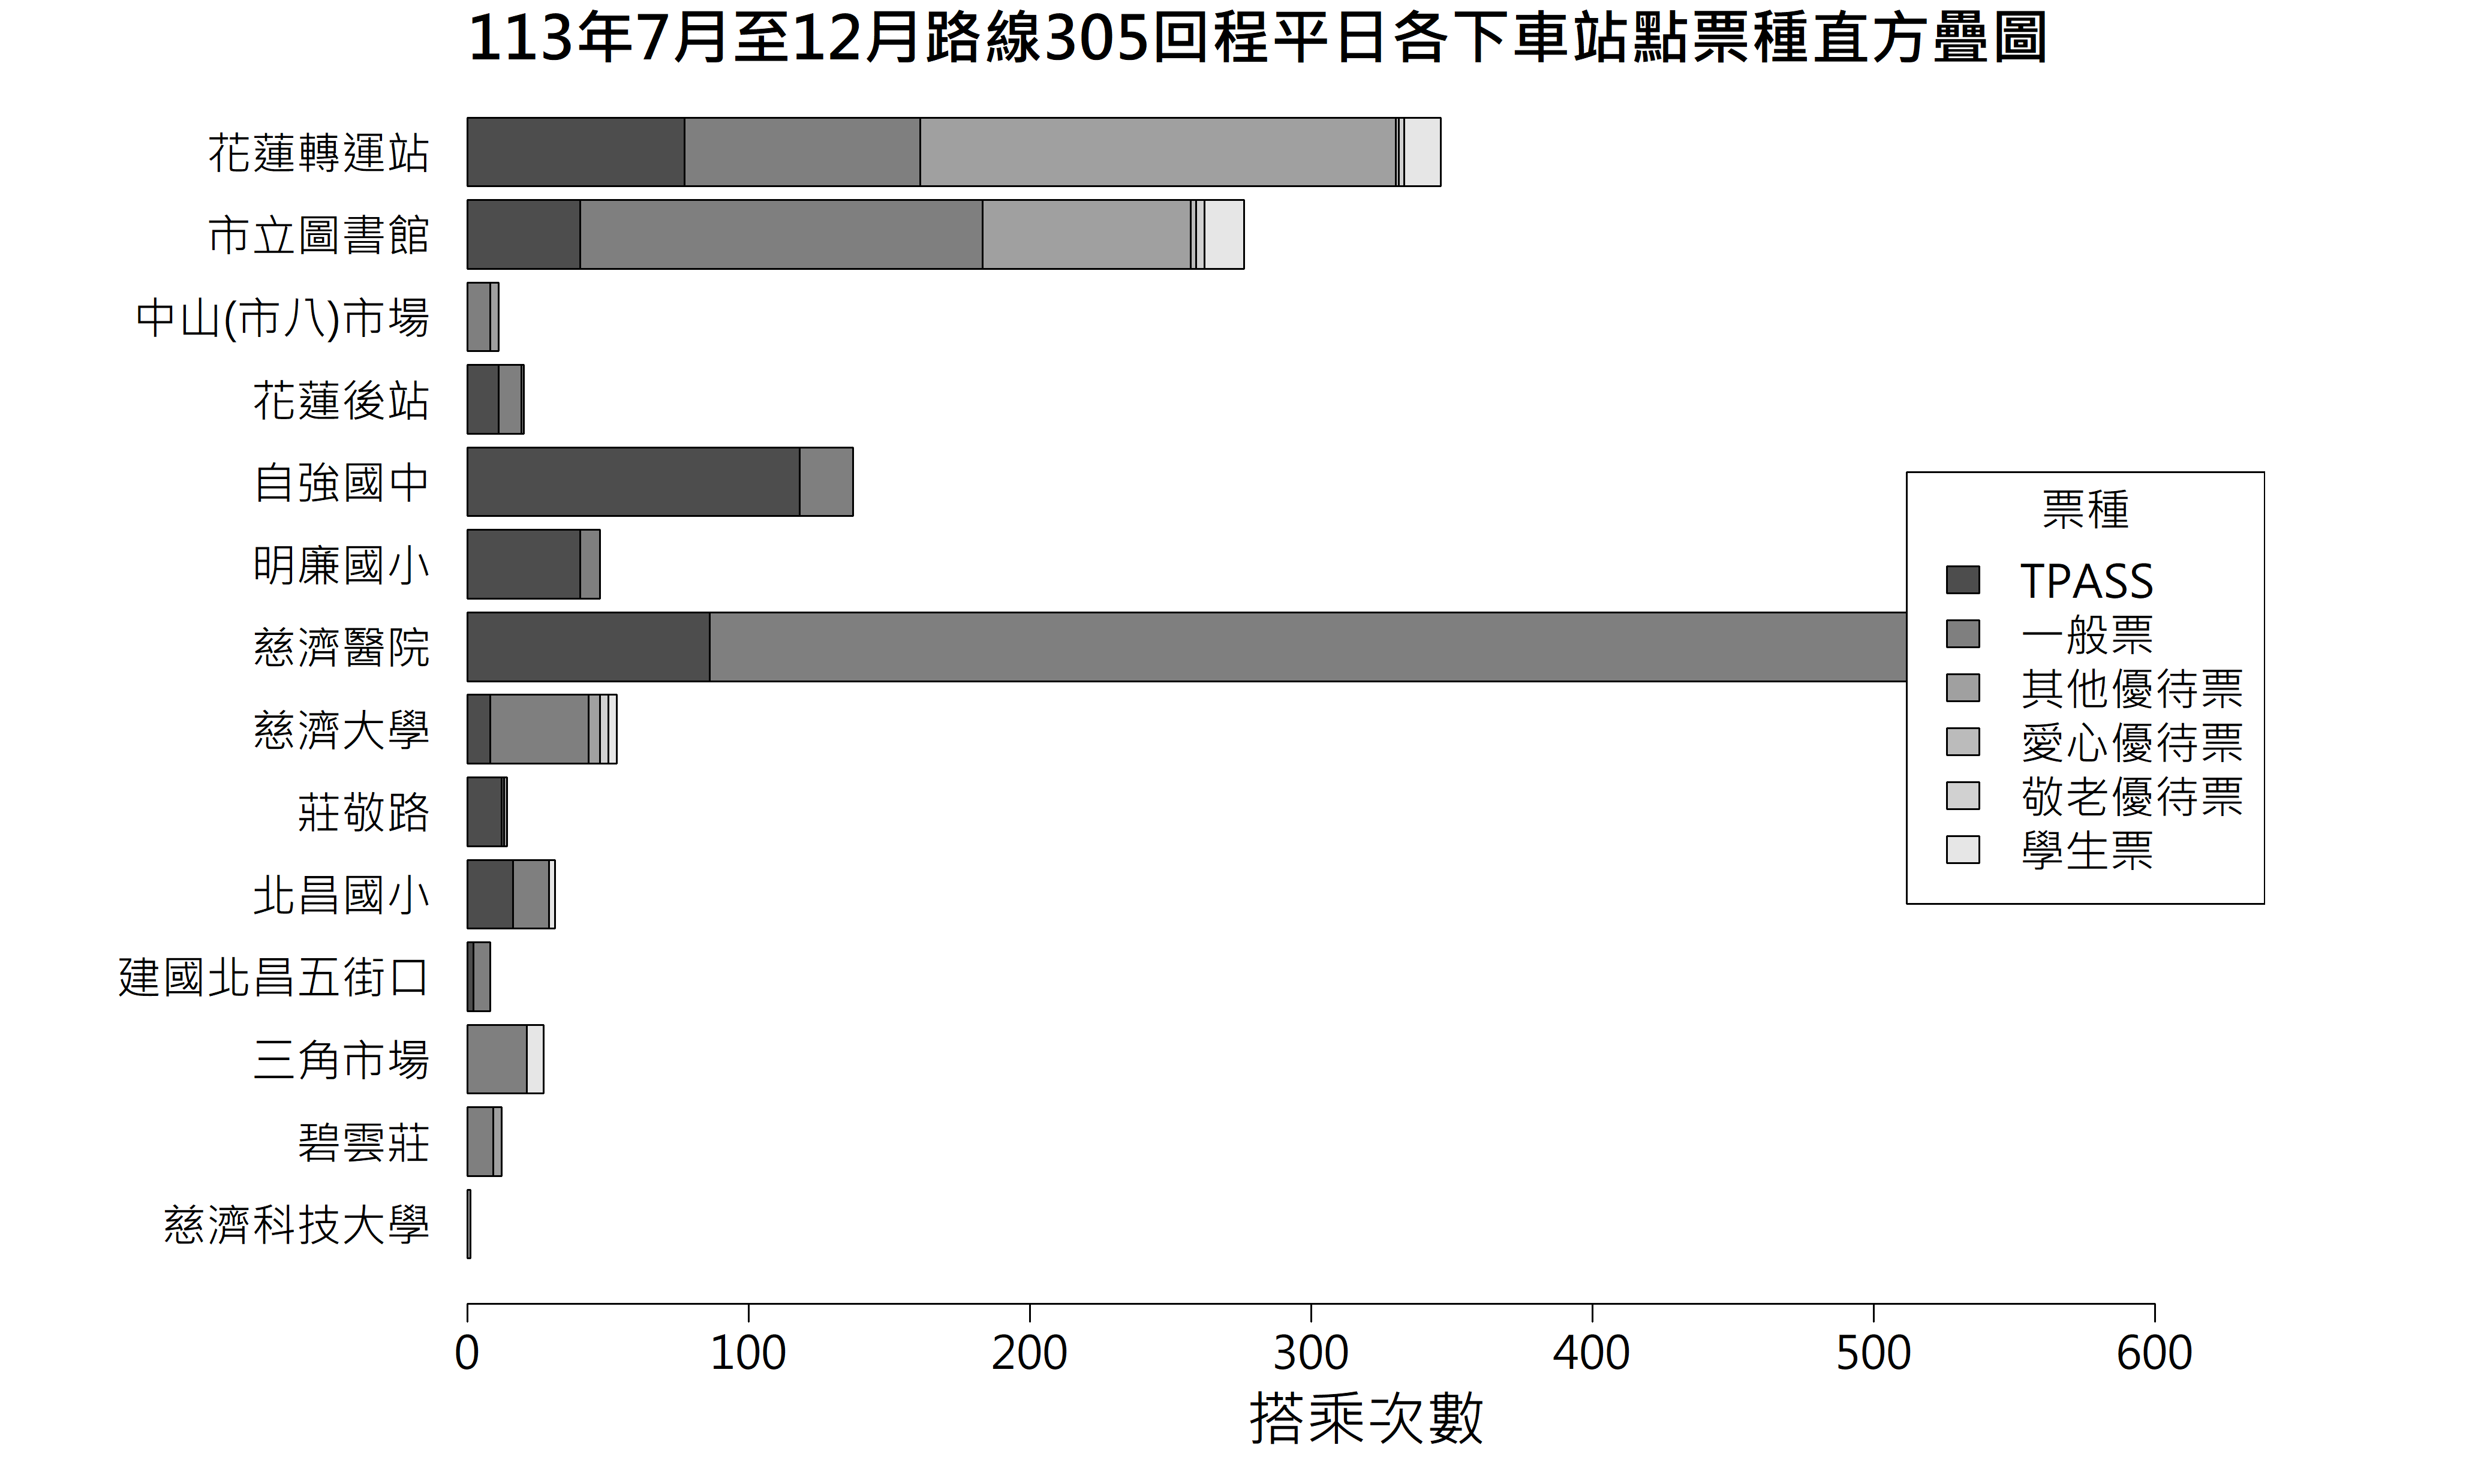 113年7月至12月路線305回程平日各下車站點票種直方疊圖
花蓮轉運站
市立圖書館
中山(市八)市場
花蓮後站
自強國中
明廉國小
慈濟醫院
慈濟大學
莊敬路
北昌國小
建國北昌五街口
三角市場
碧雲莊
慈濟科技大學
票種
TPASS
一般票
其他優待票
愛心優待票
敬老優待票
學生票
0 100 200 300 400 500 600
搭乘次數